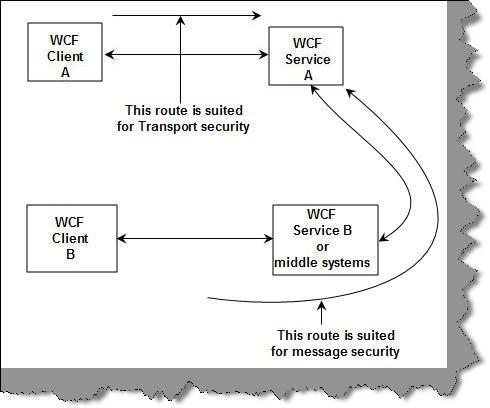 WCF
Client
A
WCF
Service
A
This route is suited
for Transport security
WCF
Client
B
WCF
Service B
or
middle systems
This route is suited
for message security